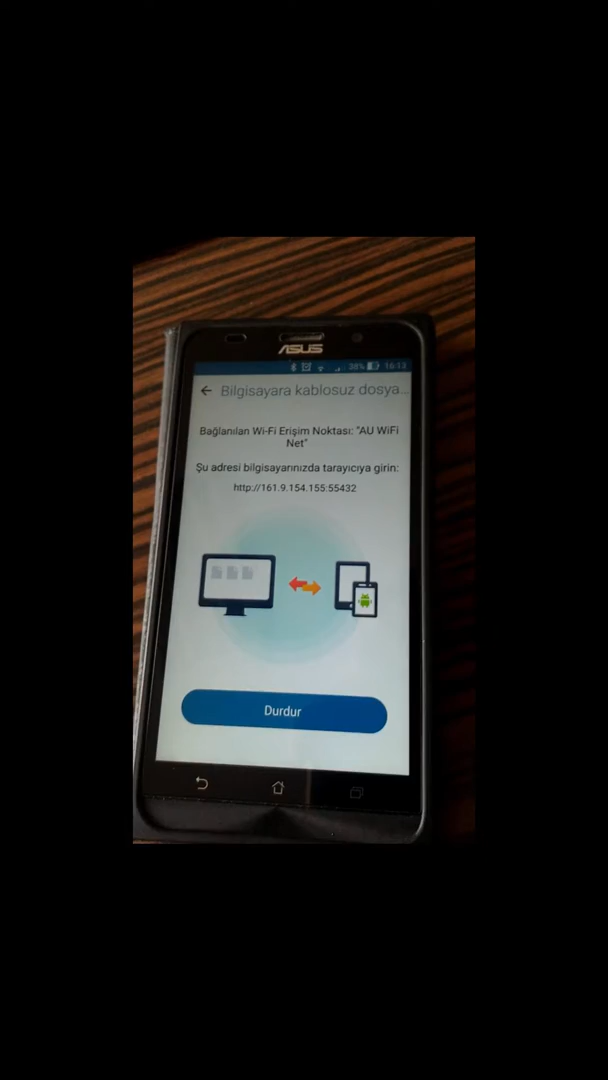 ASUS
38% 16:13
Bilgisayara kablosuz dosya...
Bağlanılan Wi-Fi Erişim Noktası: "AU WiFi
Net"
Şu adresi bilgisayarınızda tarayıcıya girin:
http://161.9.154.155:55432
Durdur